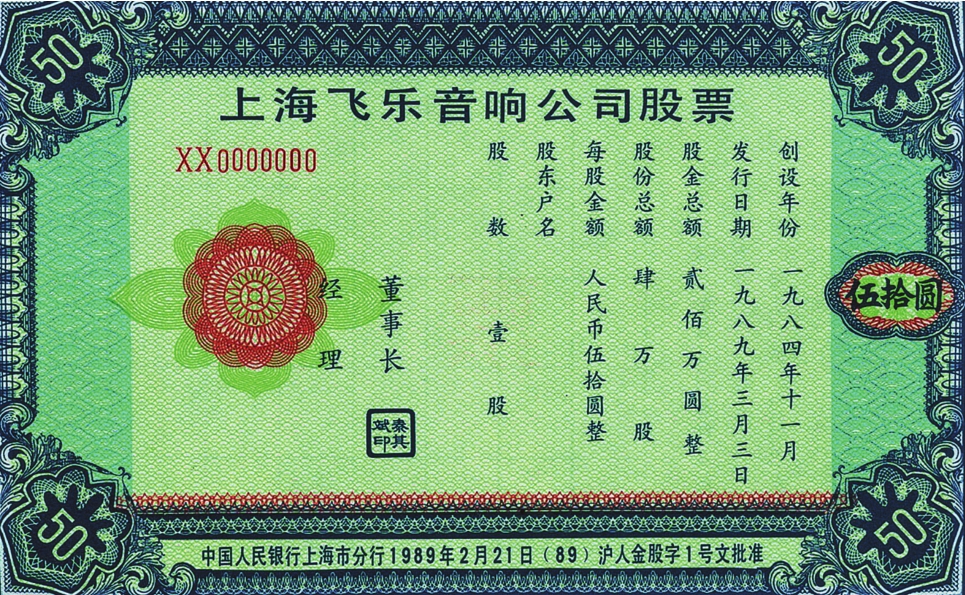 50
50
上海飞乐音响公司股票
XX0000000
创设年份 一九八四年十一月
发行日期 一九八九年三月三日
股金总额 贰佰万圆整
股份总额 肆万股
每股金额 人民币伍拾圆整
股东户名
股数 壹股
董事长
经理
秦其斌印
伍拾圆
50
50
中国人民银行上海市分行1989年2月21日(89)沪人金股字1号文批准